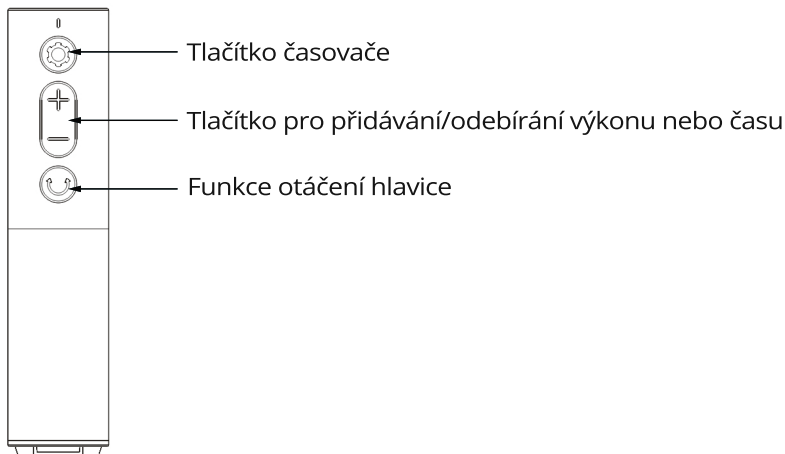 Tlačítko časovače
Tlačítko pro přidávání/odebírání výkonu nebo času
Funkce otáčení hlavice